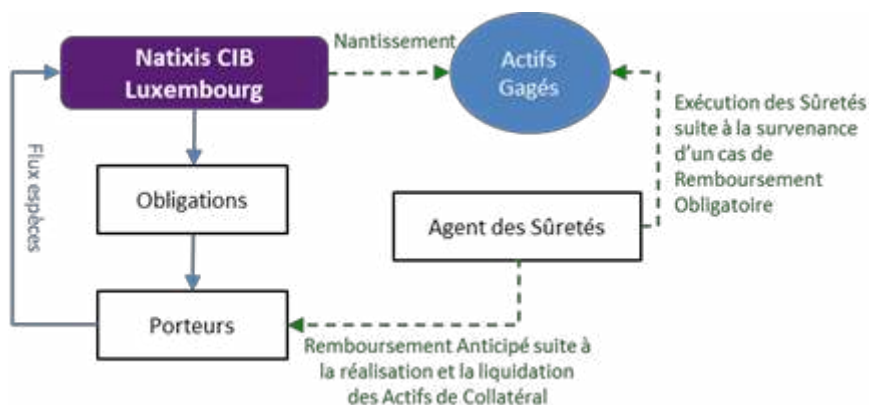 Natixis CIB
Luxembourg
Nantissement
Actifs
Gagés
Exécution des Sûretés
suite à la survenance
d'un cas de
Remboursement
Obligatoire
Flux espèces
Obligations
Agent des Sûretés
Porteurs
Remboursement Anticipé suite à
la réalisation et la liquidation
des Actifs de Collatéral